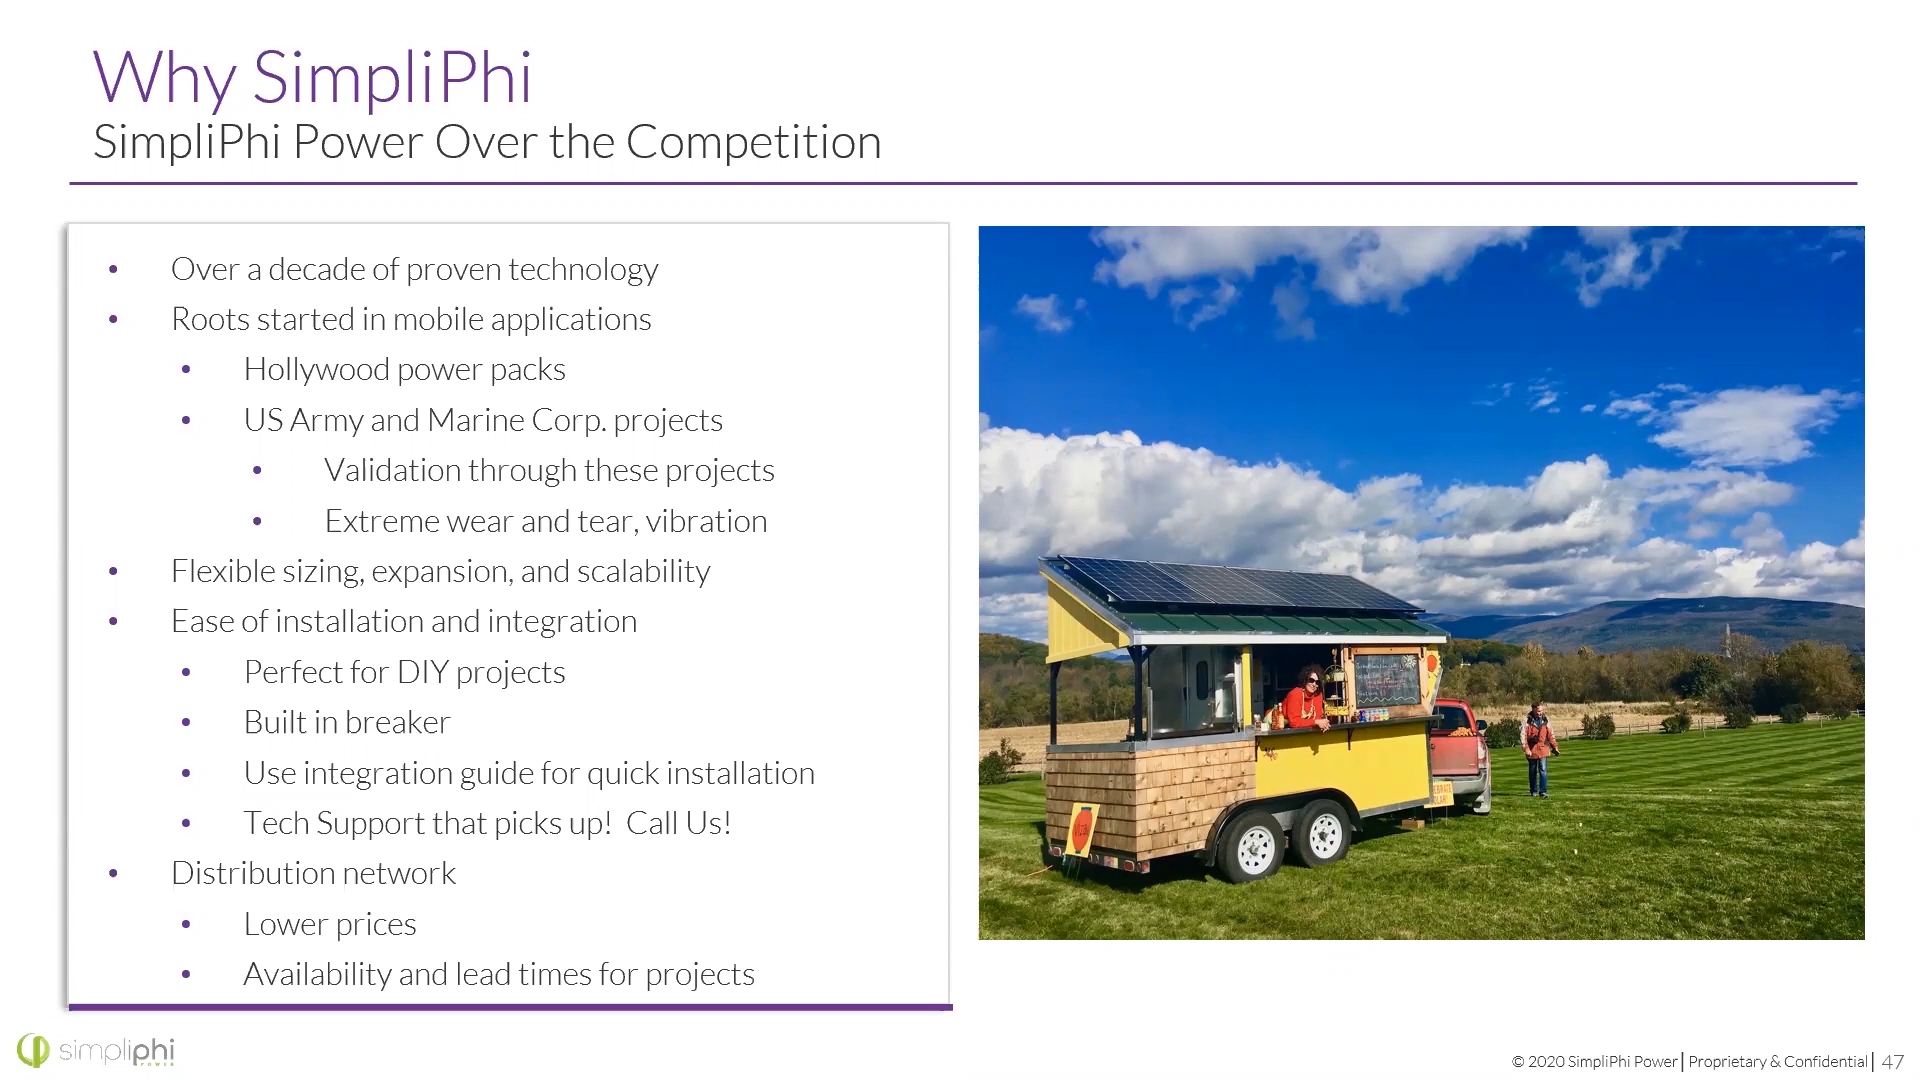 Why SimpliPhi
SimpliPhi Power Over the Competition
• Over a decade of proven technology
• Roots started in mobile applications
• Hollywood power packs
• US Army and Marine Corp. projects
• Validation through these projects
• Extreme wear and tear, vibration
• Flexible sizing, expansion, and scalability
• Ease of installation and integration
• Perfect for DIY projects
• Built in breaker
• Use integration guide for quick installation
• Tech Support that picks up!  Call Us!
• Distribution network
• Lower prices
• Availability and lead times for projects
simpliphi
POWER
© 2020 SimpliPhi Power | Proprietary & Confidential | 47